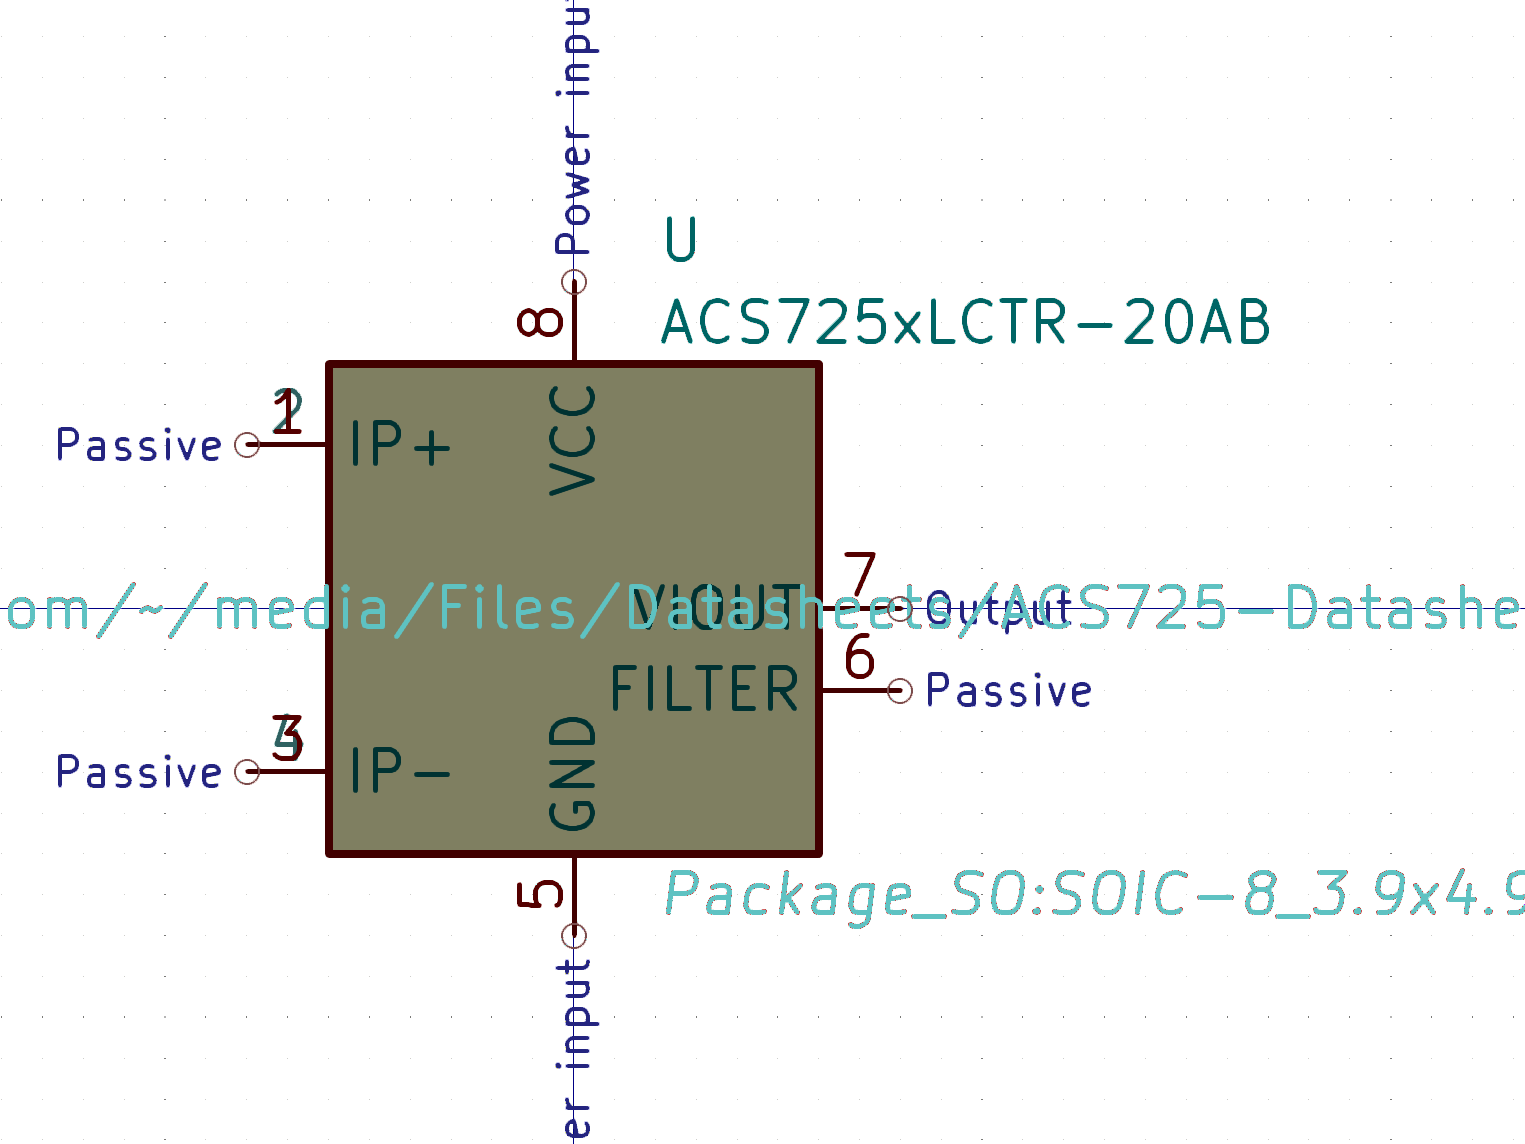 Power inpu
U
8
ACS725xLCTR-20AB
1
2
Passive
IP+
VCC
7
om/~/media/Files/Datasheets/ACS725-Datashe
VIOUT
Output
6
FILTER
Passive
3
4
Passive
IP-
GND
5
Package_SO:SOIC-8_3.9x4.9
er input